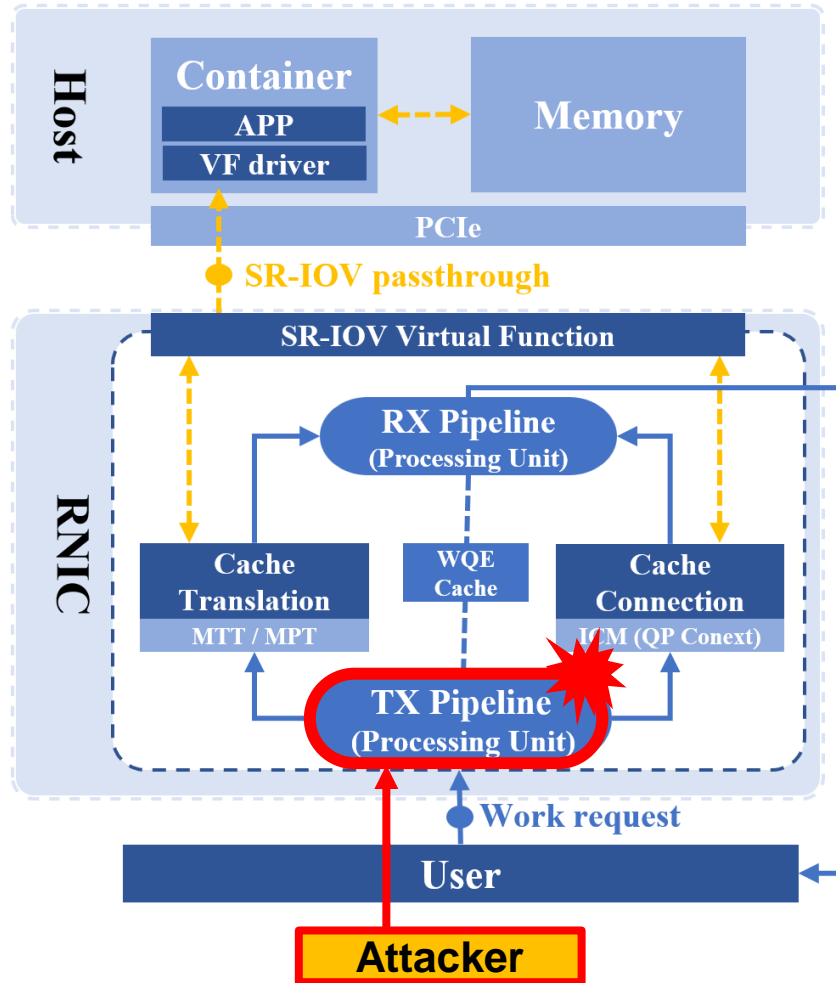 Host
Container
APP
VF driver
Memory
PCIe
SR-IOV passthrough
RNIC
SR-IOV Virtual Function
RX Pipeline
(Processing Unit)
Cache
Translation
MTT / MPT
WQE
Cache
Cache
Connection
ICM (QP Conext)
TX Pipeline
(Processing Unit)
Work request
User
Attacker